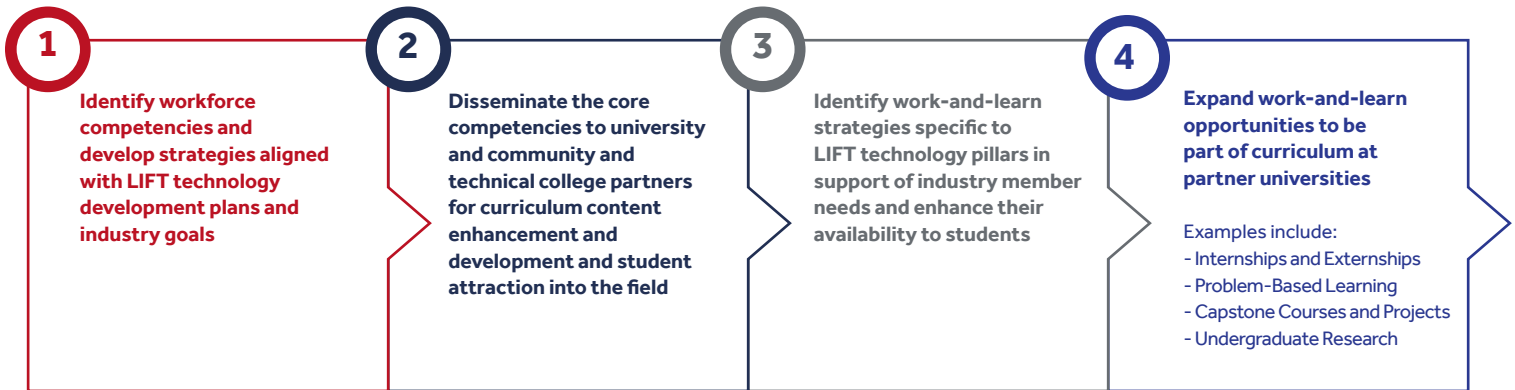 1
Identify workforce
competencies and
develop strategies aligned
with LIFT technology
development plans and
industry goals
2
Disseminate the core
competencies to university
and community and
technical college partners
for curriculum content
enhancement and
development and student
attraction into the field
3
Identify work-and-learn
strategies specific to
LIFT technology pillars in
support of industry member
needs and enhance their
availability to students
4
Expand work-and-learn
opportunities to be
part of curriculum at
partner universities
Examples include:
- Internships and Externships
- Problem-Based Learning
- Capstone Courses and Projects
- Undergraduate Research